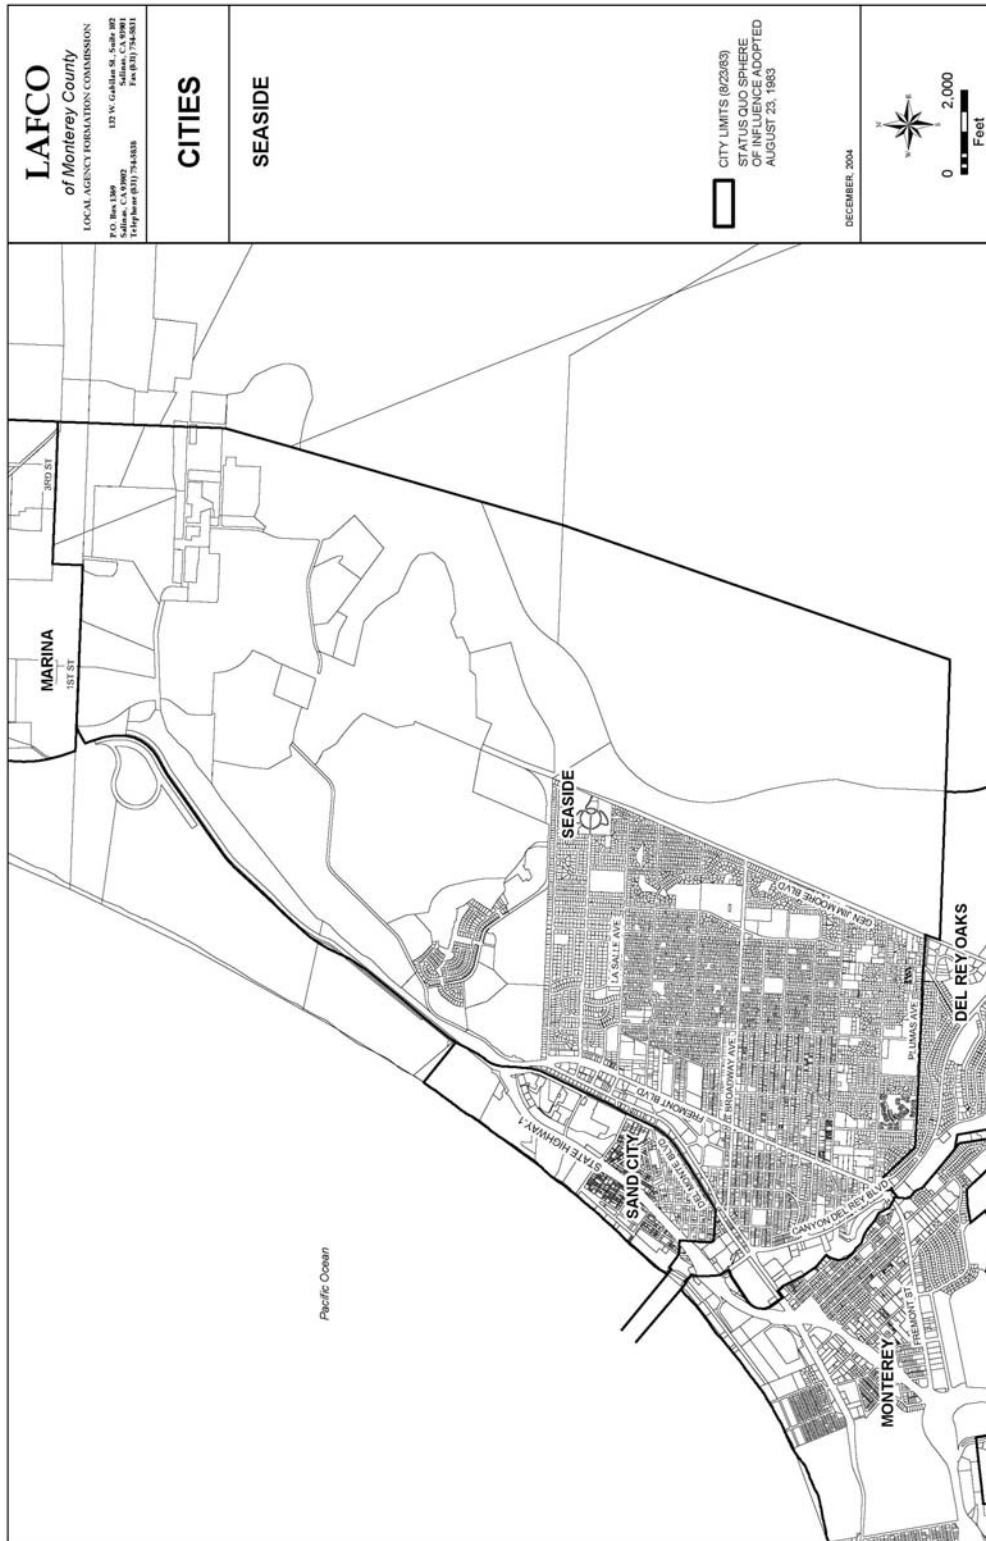 LAFCO
of Monterey County
LOCAL AGENCY FORMATION COMMISSION
P.O. Box 1369
Salinas, CA 93902
Telephone (831) 754-5838
132 W. Gabilan St., Suite 102
Salinas, CA 93901
Fax (831) 754-5831
CITIES
SEASIDE
CITY LIMITS (8/23/83)
STATUS QUO SPHERE
OF INFLUENCE ADOPTED
AUGUST 23, 1983
DECEMBER, 2004
N
E
S
W
0 2,000
Feet
MARINA
1ST ST
3RD ST
SEASIDE
LA SALLE AVE
GEN JIM MOORE BLVD
BROADWAY AVE
FREMONT BLVD
PLUMAS AVE
DEL REY OAKS
STATE HIGHWAY 1
SAND CITY
DEL MONTE BLVD
CANYON DEL REY BLVD
Pacific Ocean
FREMONT ST
MONTEREY